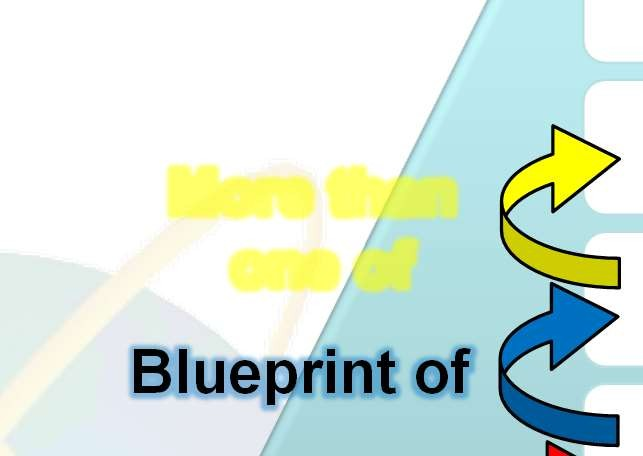 More than
one of
Blueprint of